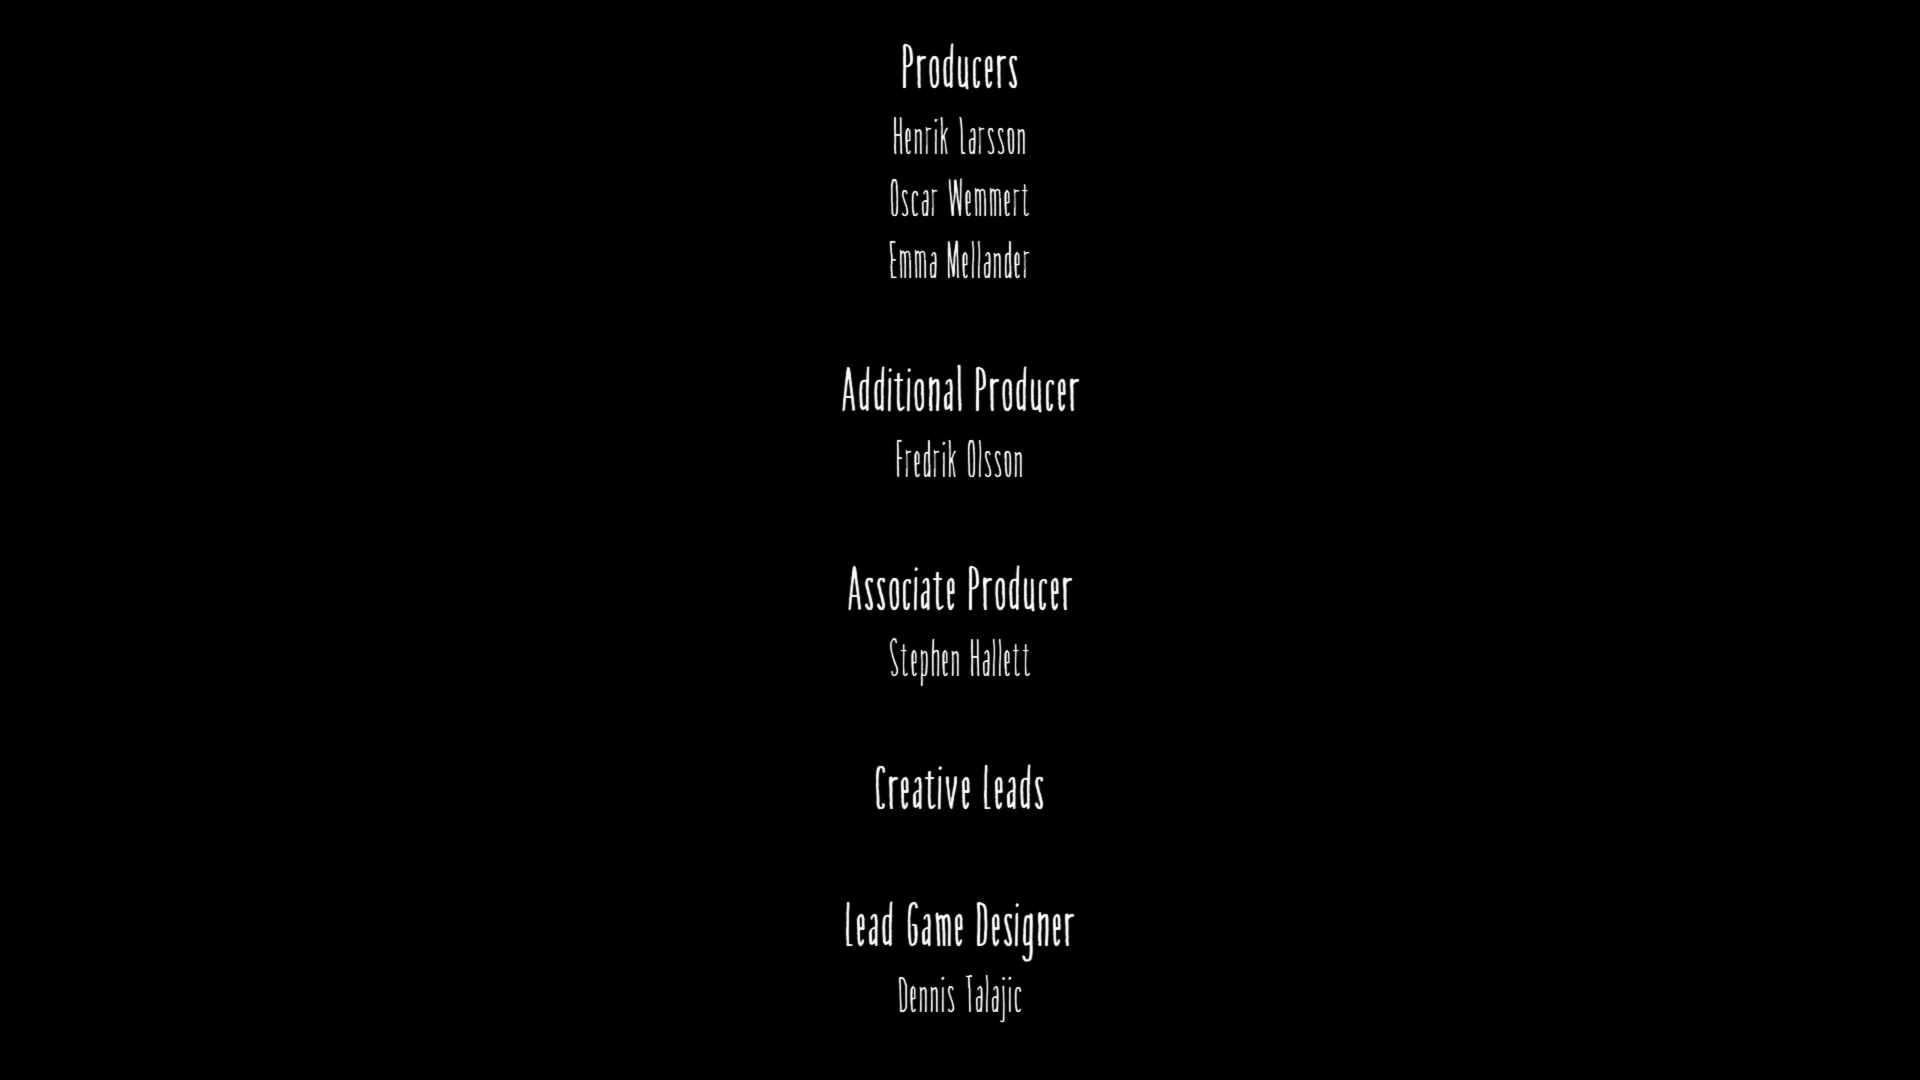 Producers
Henrik Larsson
Oscar Wemmert
Emma Mellander
Additional Producer
Fredrik Olsson
Associate Producer
Stephen Hallett
Creative Leads
Lead Game Designer
Dennis Talajic